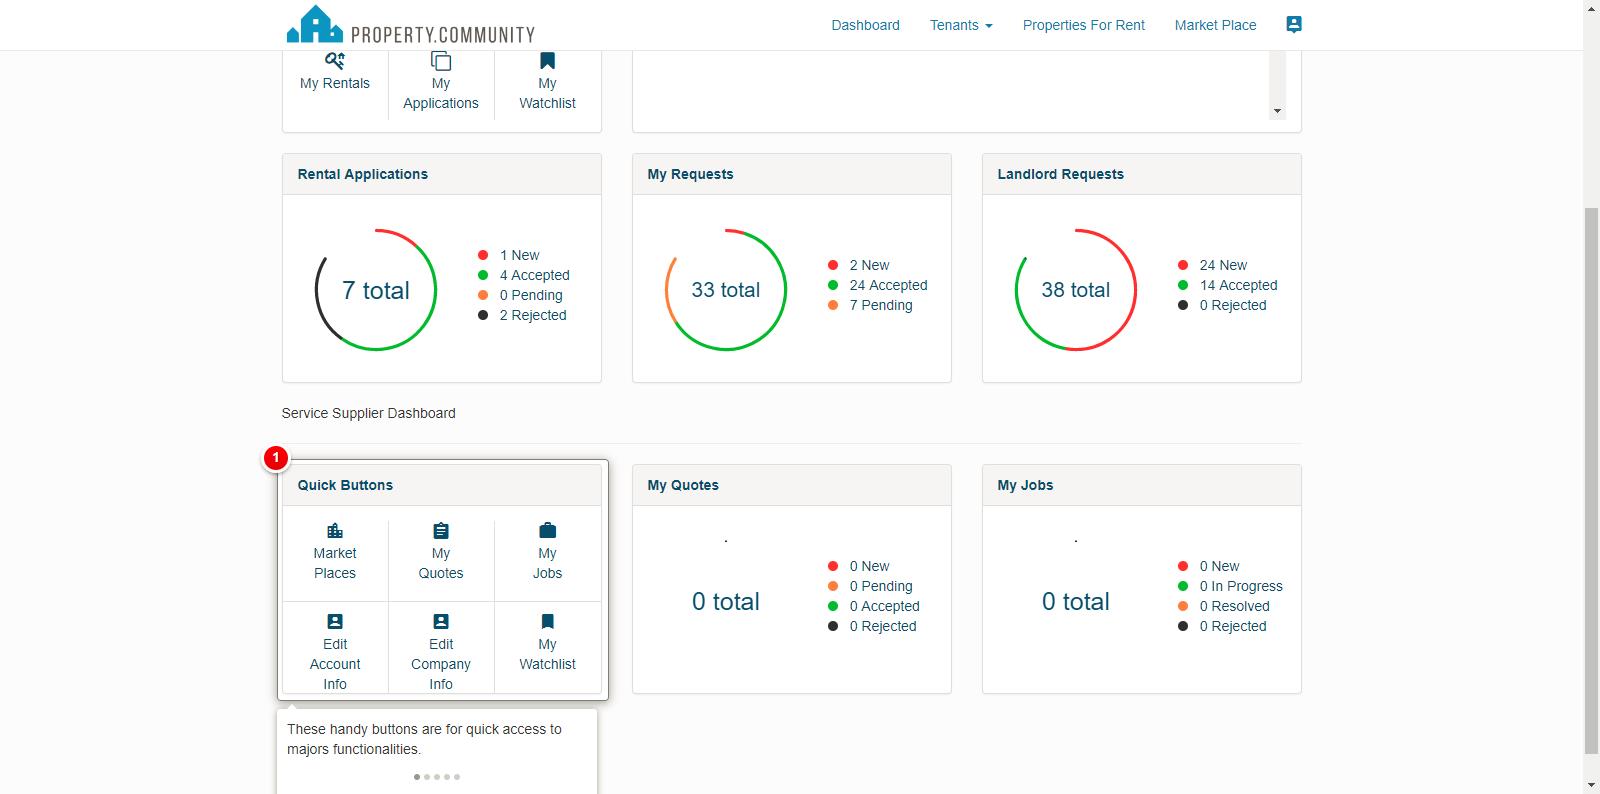 PROPERTY.COMMUNITY
Dashboard
Tenants
Properties For Rent
Market Place
My Rentals
My
Applications
My
Watchlist
Rental Applications
7 total
1 New
4 Accepted
0 Pending
2 Rejected
My Requests
33 total
2 New
24 Accepted
7 Pending
Landlord Requests
38 total
24 New
14 Accepted
0 Rejected
Service Supplier Dashboard
1
Quick Buttons
Market
Places
My
Quotes
My
Jobs
Edit
Account
Info
Edit
Company
Info
My
Watchlist
My Quotes
0 total
0 New
0 Pending
0 Accepted
0 Rejected
My Jobs
0 total
0 New
0 In Progress
0 Resolved
0 Rejected
These handy buttons are for quick access to
majors functionalities.